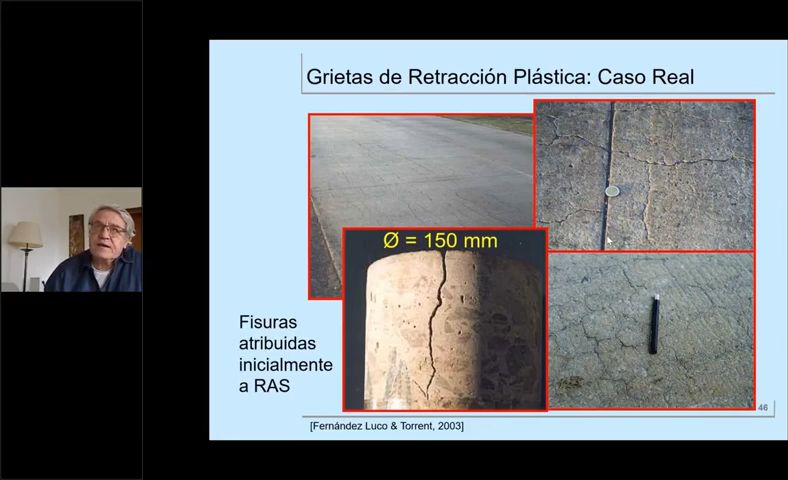 Grietas de Retracción Plástica: Caso Real
Ø = 150 mm
Fisuras
atribuidas
inicialmente
a RAS
46
[Fernández Luco & Torrent, 2003]